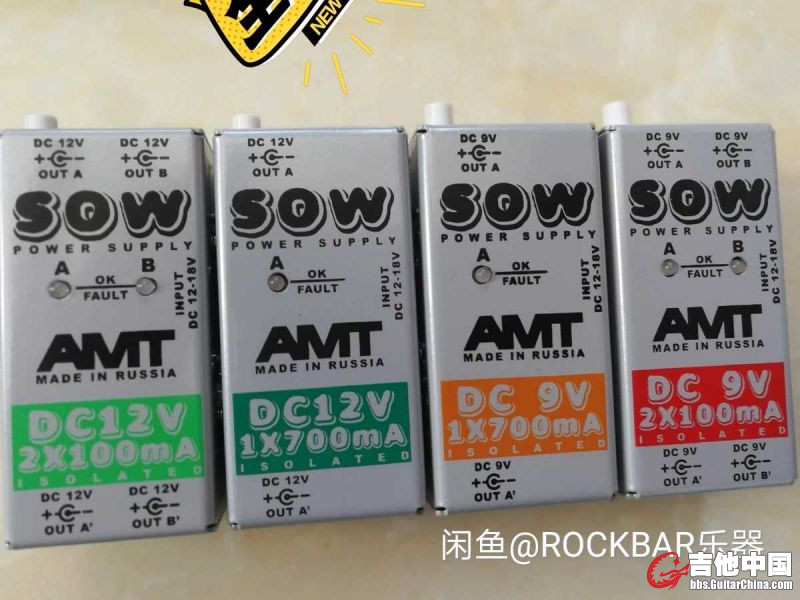 全
NEW
DC 12V DC 12V
OUT A OUT B
SOW
POWER SUPPLY
A B
OK
FAULT
INPUT
DC 12-18V
AMT
MADE IN RUSSIA
DC12V
2X100mA
ISOLATED
DC 12V DC 12V
OUT A' OUT B'
DC 12V
OUT A
SOW
POWER SUPPLY
A
OK
FAULT
INPUT
DC 12-18V
AMT
MADE IN RUSSIA
DC12V
1X700mA
ISOLATED
DC 12V
OUT A'
DC 9V
OUT A
SOW
POWER SUPPLY
A
OK
FAULT
INPUT
DC 12-18V
AMT
MADE IN RUSSIA
DC 9V
1X700mA
ISOLATED
DC 9V
OUT A'
DC 9V DC 9V
OUT A OUT B
SOW
POWER SUPPLY
A B
OK
FAULT
INPUT
DC 12-18V
AMT
MADE IN RUSSIA
DC 9V
2X100mA
ISOLATED
DC 9V DC 9V
OUT A' OUT B'
闲鱼@ROCKBAR乐器
吉他中国
bbs.GuitarChina.com